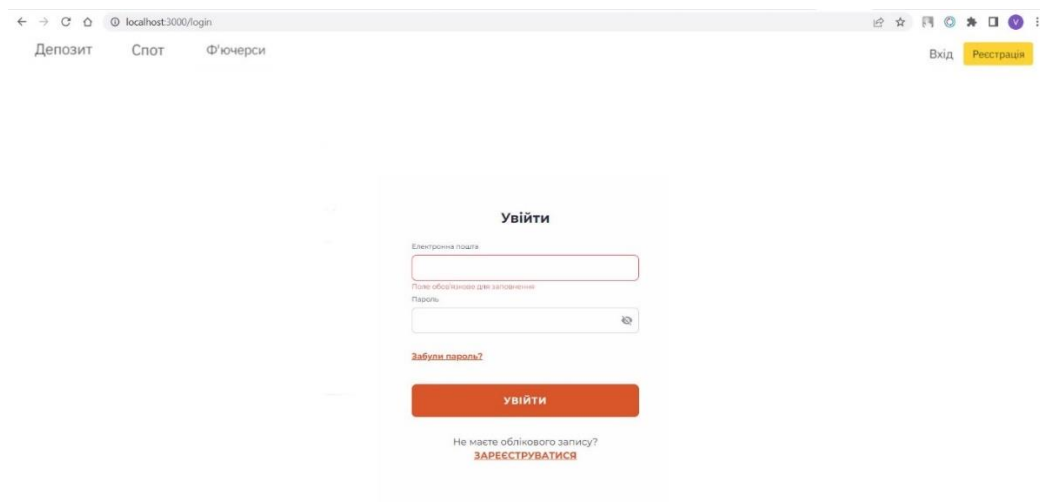 localhost:3000/login
V
Депозит Спот Ф'ючерси Вхід Реєстрація
Увійти
Електронна пошта
Поле обов'язково для заповнення
Пароль
Забули пароль?
УВІЙТИ
Не маєте облікового запису?
ЗАРЕЄСТРУВАТИСЯ